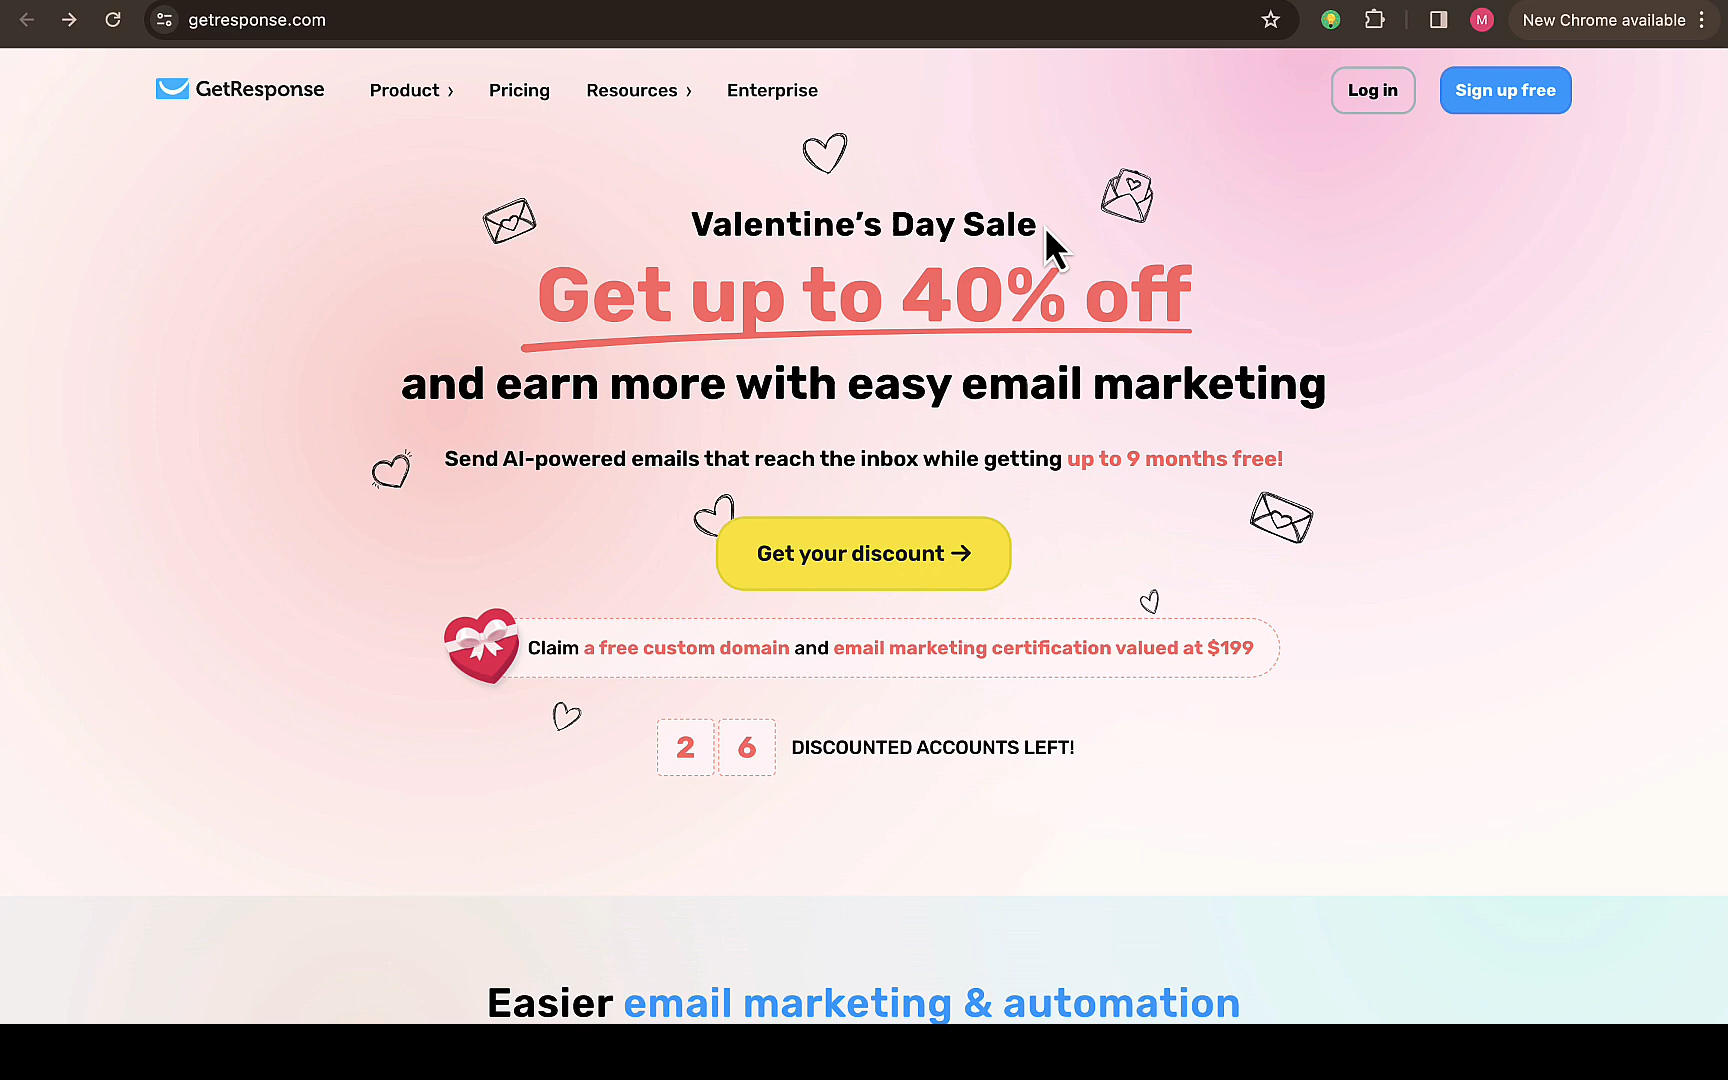 getresponse.com
M
New Chrome available
GetResponse
Product ›
Pricing
Resources ›
Enterprise
Log in
Sign up free
Valentine's Day Sale
Get up to 40% off
and earn more with easy email marketing
Send AI-powered emails that reach the inbox while getting up to 9 months free!
Get your discount →
Claim a free custom domain and email marketing certification valued at $199
2 6 DISCOUNTED ACCOUNTS LEFT!
Easier email marketing & automation